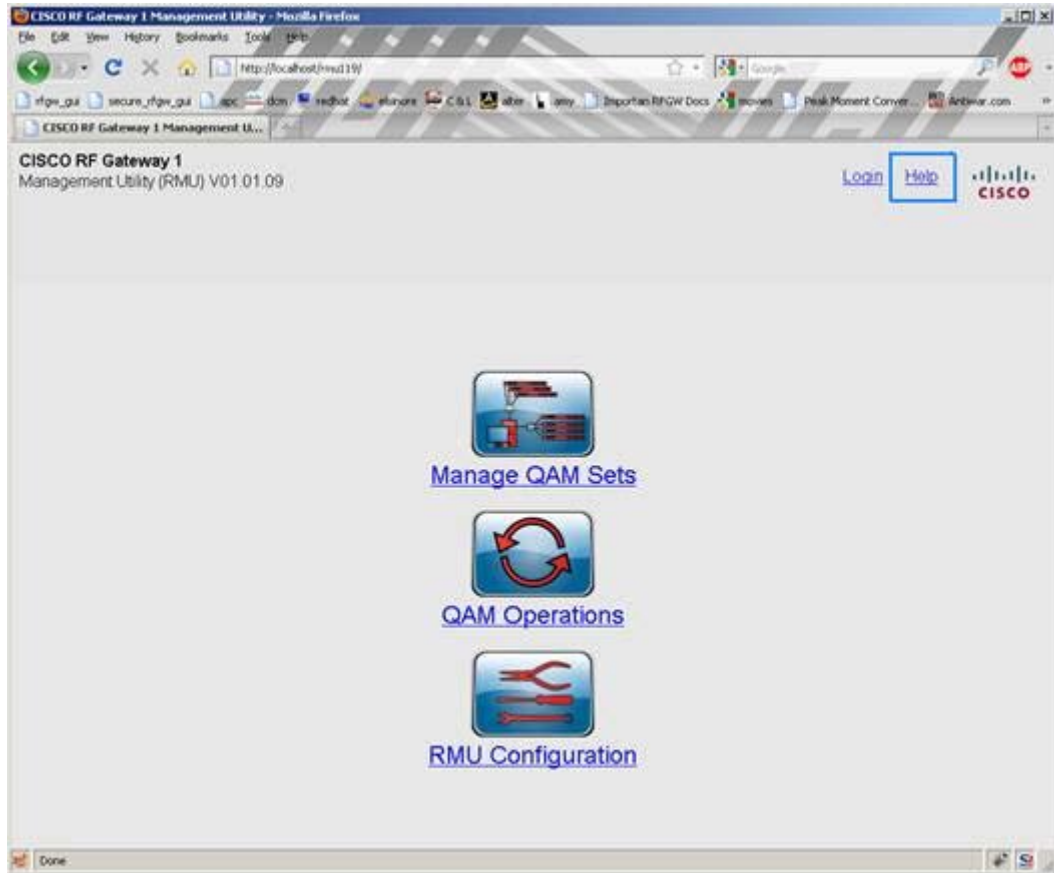 CISCO RF Gateway 1 Management Utility - Mozilla Firefox
File Edit View History Bookmarks Tools Help
http://localhost/rmu119/
Google
rfgw_gui secure_rfgw_gui apc dcn redhat C&L alter amy Importan RFGW Docs movies Peak Moment Conver... Antiwar.com
CISCO RF Gateway 1 Management U...
CISCO RF Gateway 1
Management Utility (RMU) V01.01.09
Login Help
CISCO
Manage QAM Sets
QAM Operations
RMU Configuration
Done